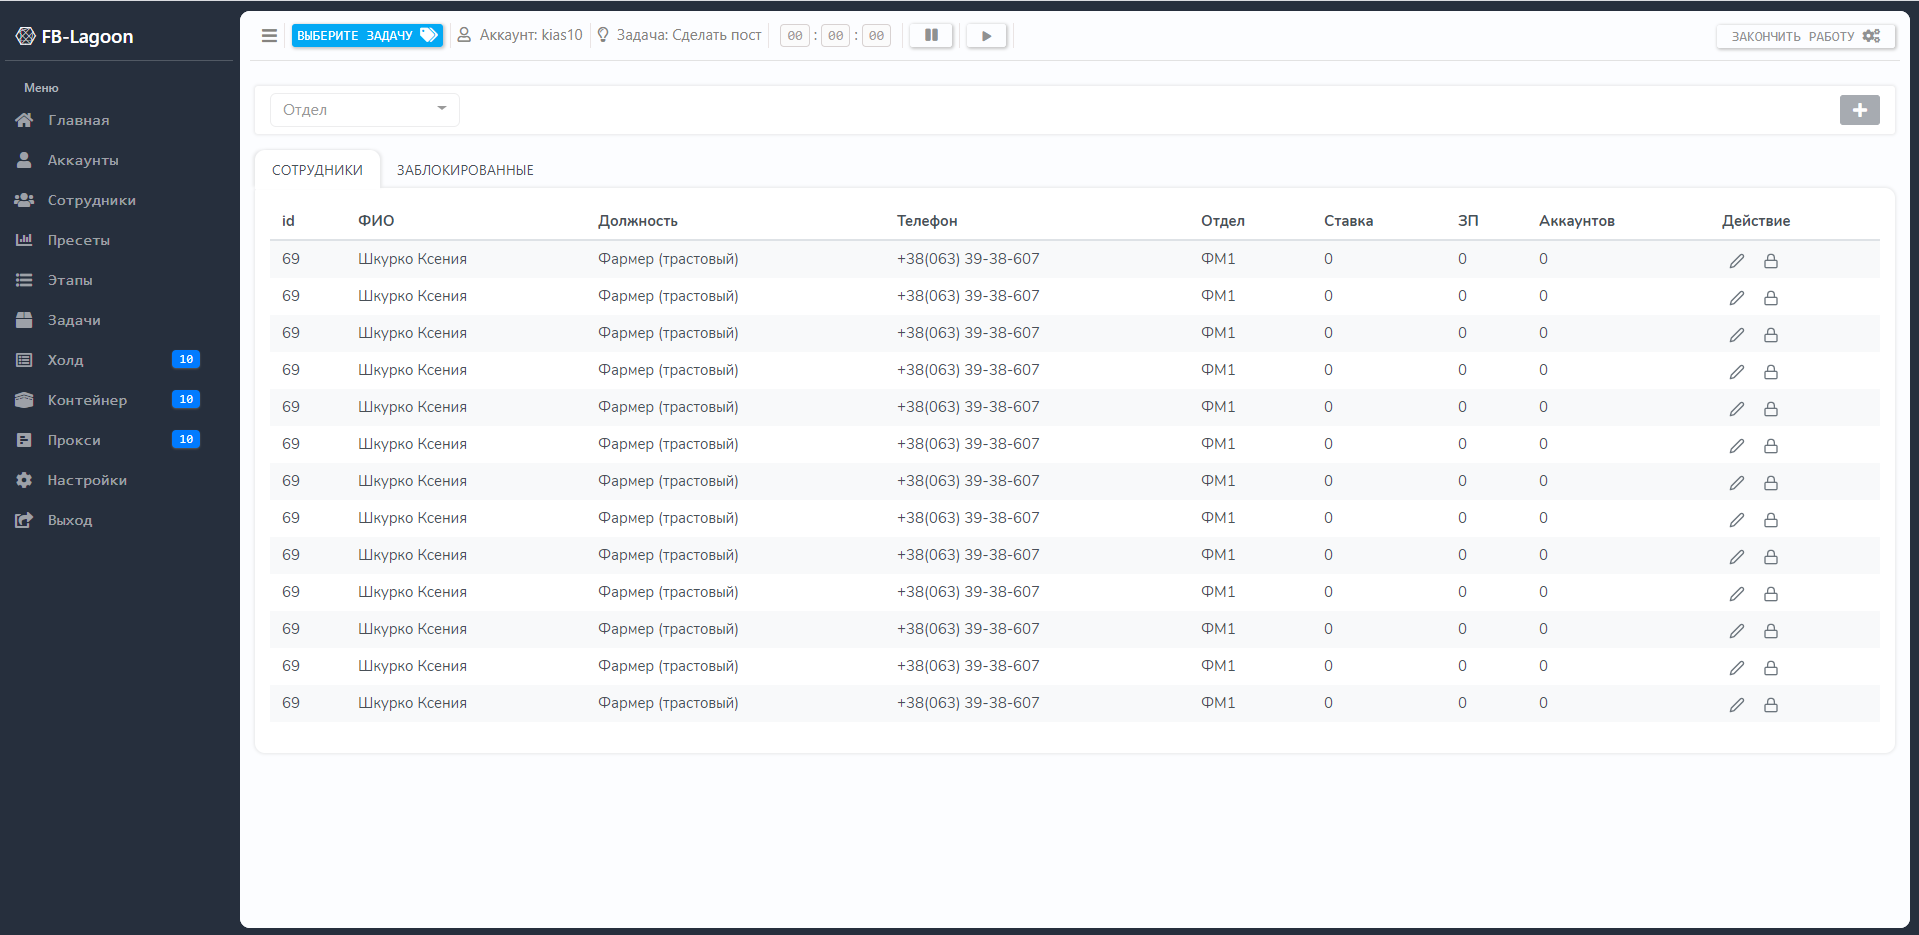 FB-Lagoon
Меню
Главная
Аккаунты
Сотрудники
Пресеты
Этапы
Задачи
Холд 10
Контейнер 10
Прокси 10
Настройки
Выход
ВЫБЕРИТЕ ЗАДАЧУ Аккаунт: kias10 Задача: Сделать пост 00 : 00 : 00 ЗАКОНЧИТЬ РАБОТУ
Отдел
СОТРУДНИКИ ЗАБЛОКИРОВАННЫЕ
id ФИО Должность Телефон Отдел Ставка ЗП Аккаунтов Действие
69 Шкурко Ксения Фармер (трастовый) +38(063) 39-38-607 ФМ1 0 0 0
69 Шкурко Ксения Фармер (трастовый) +38(063) 39-38-607 ФМ1 0 0 0
69 Шкурко Ксения Фармер (трастовый) +38(063) 39-38-607 ФМ1 0 0 0
69 Шкурко Ксения Фармер (трастовый) +38(063) 39-38-607 ФМ1 0 0 0
69 Шкурко Ксения Фармер (трастовый) +38(063) 39-38-607 ФМ1 0 0 0
69 Шкурко Ксения Фармер (трастовый) +38(063) 39-38-607 ФМ1 0 0 0
69 Шкурко Ксения Фармер (трастовый) +38(063) 39-38-607 ФМ1 0 0 0
69 Шкурко Ксения Фармер (трастовый) +38(063) 39-38-607 ФМ1 0 0 0
69 Шкурко Ксения Фармер (трастовый) +38(063) 39-38-607 ФМ1 0 0 0
69 Шкурко Ксения Фармер (трастовый) +38(063) 39-38-607 ФМ1 0 0 0
69 Шкурко Ксения Фармер (трастовый) +38(063) 39-38-607 ФМ1 0 0 0
69 Шкурко Ксения Фармер (трастовый) +38(063) 39-38-607 ФМ1 0 0 0
69 Шкурко Ксения Фармер (трастовый) +38(063) 39-38-607 ФМ1 0 0 0